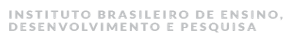 INSTITUTO BRASILEIRO DE ENSINO,
DESENVOLVIMENTO E PESQUISA